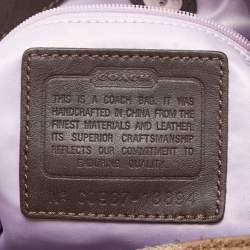 COACH
THIS IS A COACH BAG. IT WAS
HANDCRAFTED IN CHINA FROM THE
FINEST MATERIALS AND LEATHER.
ITS SUPERIOR CRAFTSMANSHIP
REFLECTS OUR COMMITMENT TO
ENDURING QUALITY.